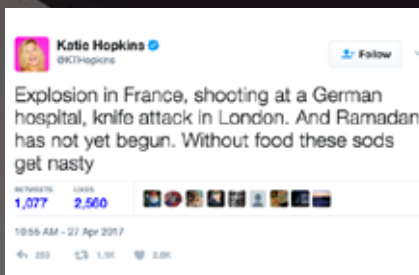 Katie Hopkins
@KTHopkins
Follow
Explosion in France, shooting at a German
hospital, knife attack in London. And Ramadan
has not yet begun. Without food these sods
get nasty
RETWEETS LIKES
1,077 2,560
10:55 AM - 27 Apr 2017